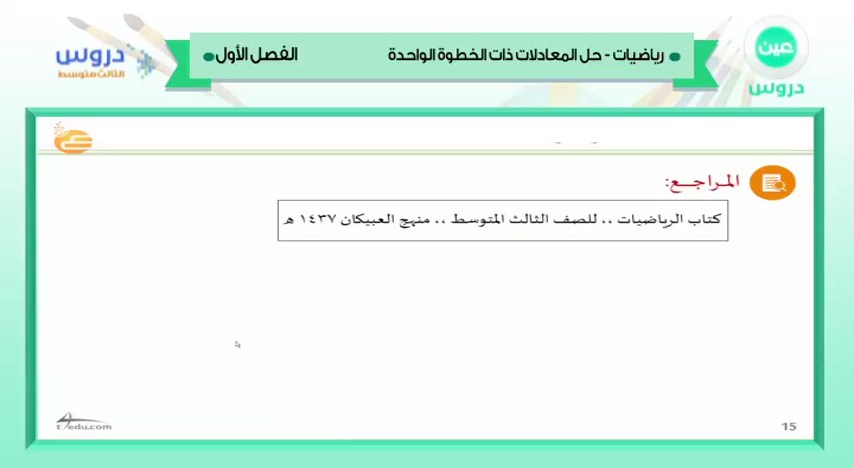 رياضيات - حل المعادلات ذات الخطوة الواحدة
الفصل الأول
عين
دروس
دروس
الثالث متوسط
المراجع:
كتاب الرياضيات ،، للصف الثالث المتوسط ،، منهج العبيكان ١٤٣٧ هـ
t4edu.com
15